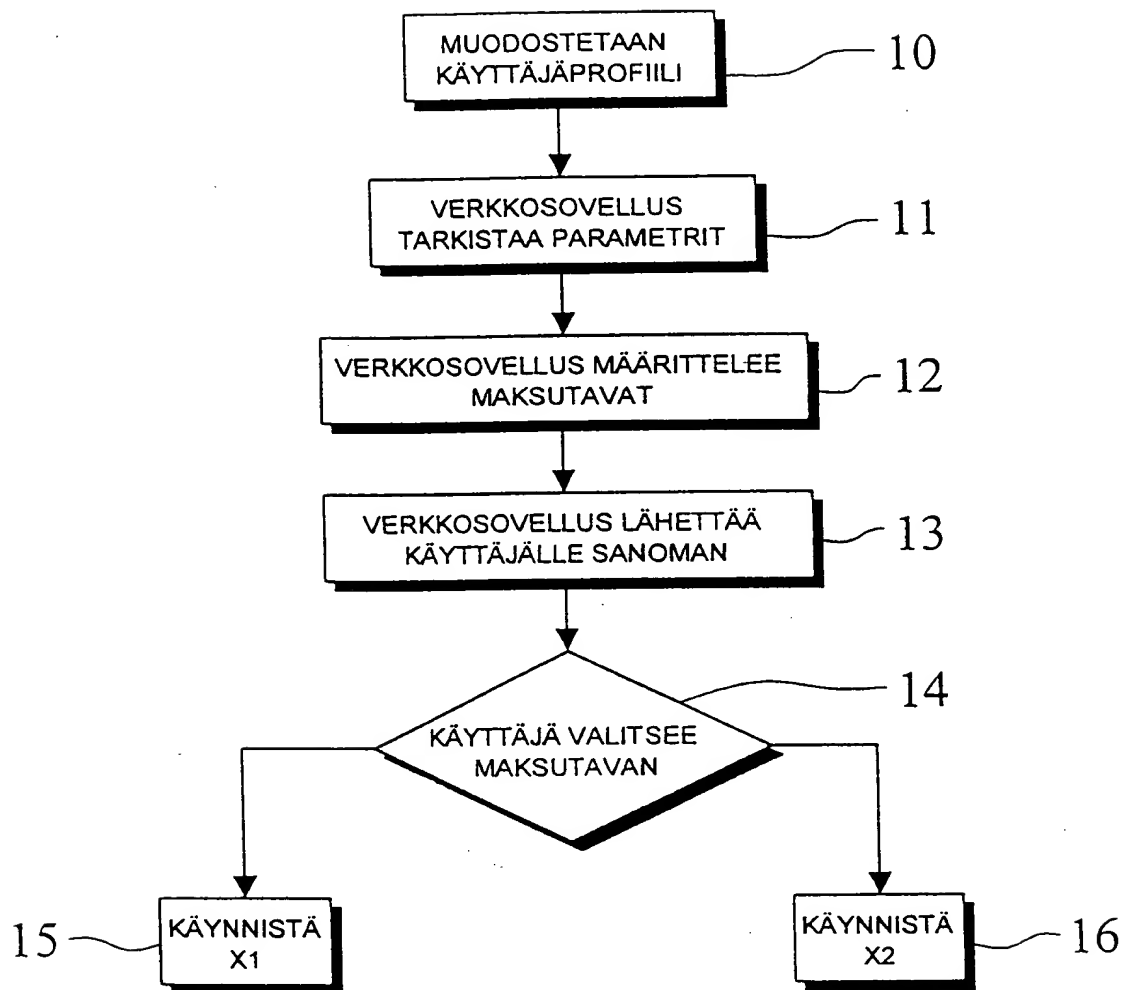 MUODOSTETAAN
KÄYTTÄJÄPROFIILI
10
VERKKOSOVELLUS
TARKISTAA PARAMETRIT
11
VERKKOSOVELLUS MÄÄRITTELEE
MAKSUTAVAT
12
VERKKOSOVELLUS LÄHETTÄÄ
KÄYTTÄJÄLLE SANOMAN
13
14
KÄYTTÄJÄ VALITSEE
MAKSUTAVAN
15
KÄYNNISTÄ
X1
KÄYNNISTÄ
X2
16